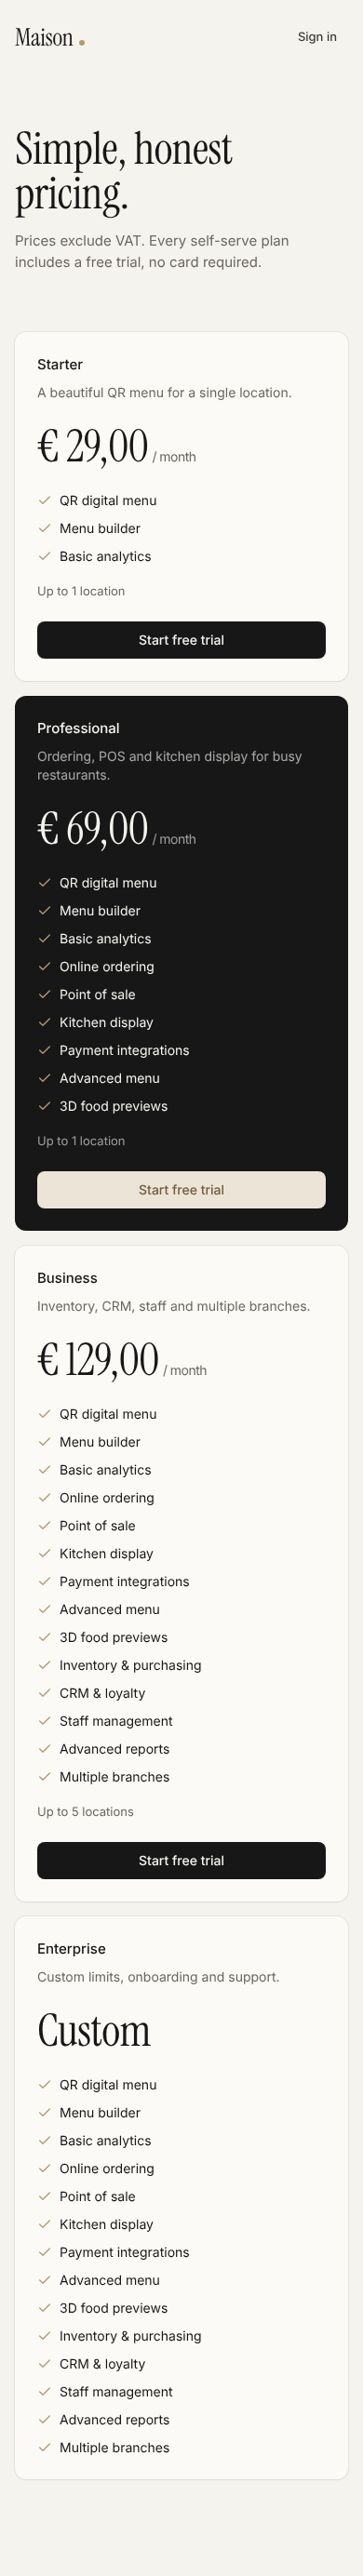 Maison
Sign in
Simple, honest
pricing.
Prices exclude VAT. Every self-serve plan
includes a free trial, no card required.
Starter
A beautiful QR menu for a single location.
€ 29,00 / month
QR digital menu
Menu builder
Basic analytics
Up to 1 location
Start free trial
Professional
Ordering, POS and kitchen display for busy
restaurants.
€ 69,00 / month
QR digital menu
Menu builder
Basic analytics
Online ordering
Point of sale
Kitchen display
Payment integrations
Advanced menu
3D food previews
Up to 1 location
Start free trial
Business
Inventory, CRM, staff and multiple branches.
€ 129,00 / month
QR digital menu
Menu builder
Basic analytics
Online ordering
Point of sale
Kitchen display
Payment integrations
Advanced menu
3D food previews
Inventory & purchasing
CRM & loyalty
Staff management
Advanced reports
Multiple branches
Up to 5 locations
Start free trial
Enterprise
Custom limits, onboarding and support.
Custom
QR digital menu
Menu builder
Basic analytics
Online ordering
Point of sale
Kitchen display
Payment integrations
Advanced menu
3D food previews
Inventory & purchasing
CRM & loyalty
Staff management
Advanced reports
Multiple branches